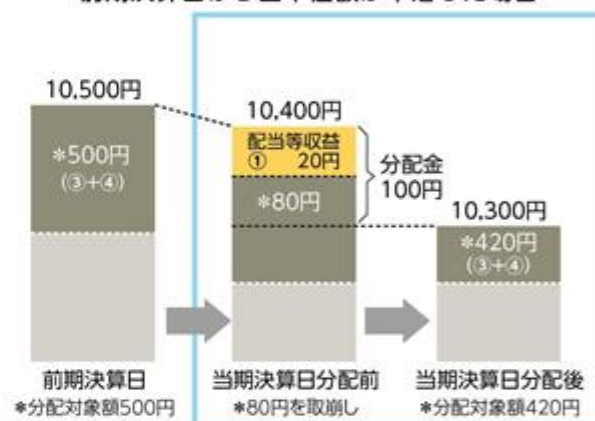 10,500円
*500円
(③+④)
10,400円
配当等収益
① 20円
*80円
分配金
100円
10,300円
*420円
(③+④)
前期決算日
*分配対象額500円
当期決算日分配前
*80円を取崩し
当期決算日分配後
*分配対象額420円